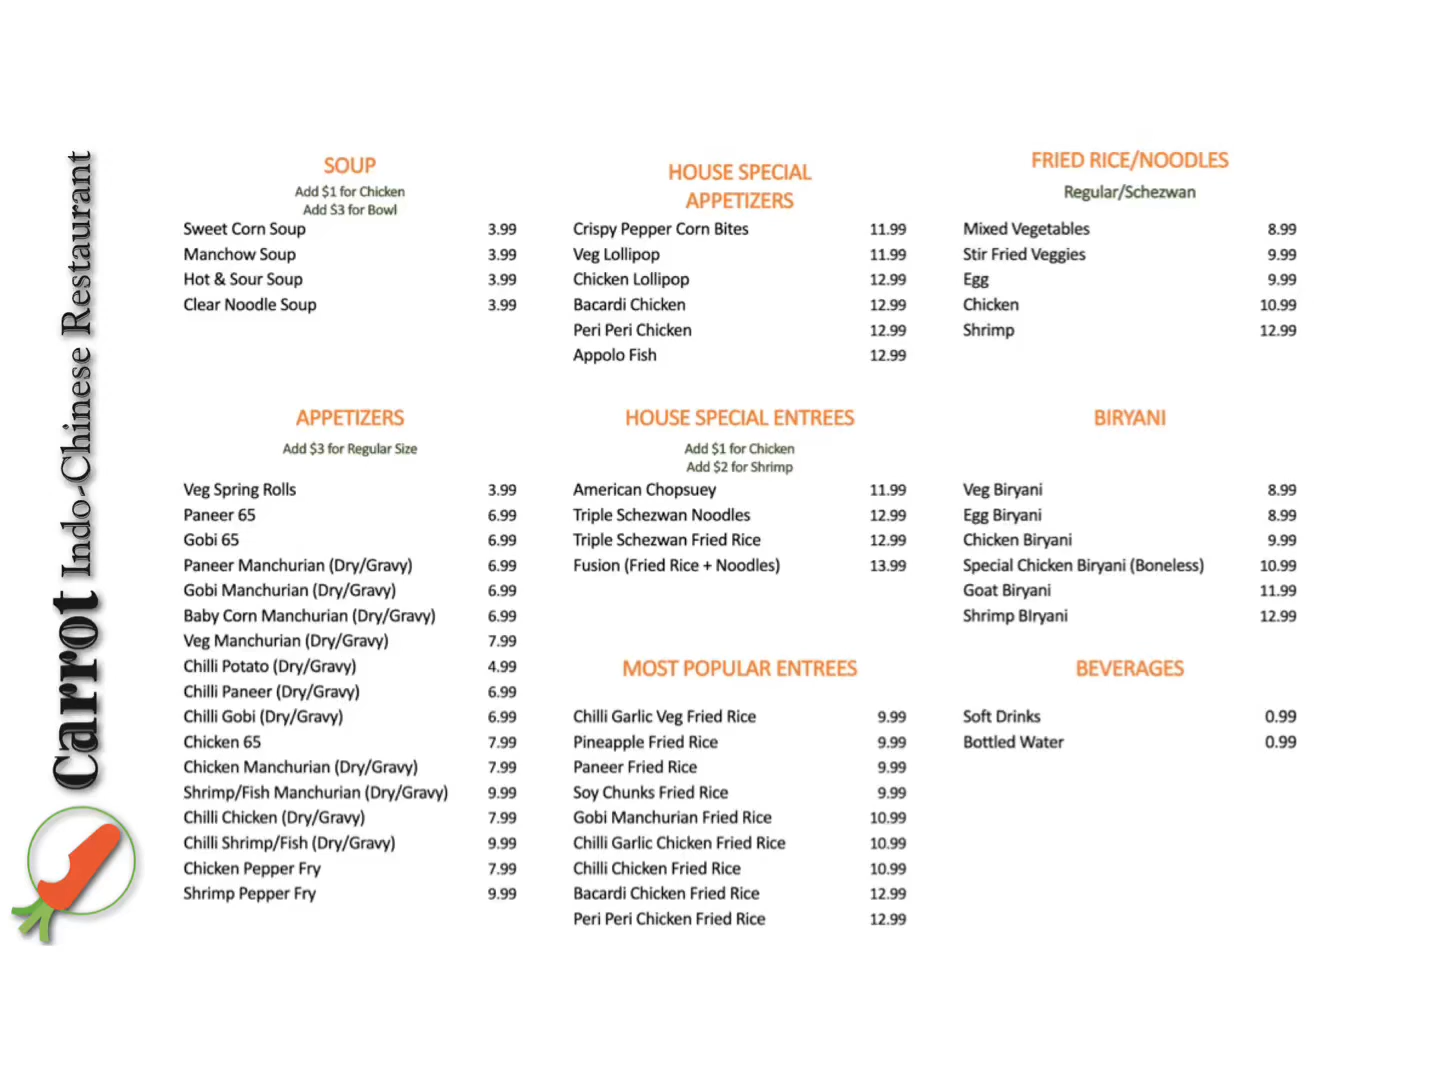 Carrot Indo-Chinese Restaurant
SOUP
Add $1 for Chicken
Add $3 for Bowl
Sweet Corn Soup 3.99
Manchow Soup 3.99
Hot & Sour Soup 3.99
Clear Noodle Soup 3.99
APPETIZERS
Add $3 for Regular Size
Veg Spring Rolls 3.99
Paneer 65 6.99
Gobi 65 6.99
Paneer Manchurian (Dry/Gravy) 6.99
Gobi Manchurian (Dry/Gravy) 6.99
Baby Corn Manchurian (Dry/Gravy) 6.99
Veg Manchurian (Dry/Gravy) 7.99
Chilli Potato (Dry/Gravy) 4.99
Chilli Paneer (Dry/Gravy) 6.99
Chilli Gobi (Dry/Gravy) 6.99
Chicken 65 7.99
Chicken Manchurian (Dry/Gravy) 7.99
Shrimp/Fish Manchurian (Dry/Gravy) 9.99
Chilli Chicken (Dry/Gravy) 7.99
Chilli Shrimp/Fish (Dry/Gravy) 9.99
Chicken Pepper Fry 7.99
Shrimp Pepper Fry 9.99
HOUSE SPECIAL
APPETIZERS
Crispy Pepper Corn Bites 11.99
Veg Lollipop 11.99
Chicken Lollipop 12.99
Bacardi Chicken 12.99
Peri Peri Chicken 12.99
Appolo Fish 12.99
HOUSE SPECIAL ENTREES
Add $1 for Chicken
Add $2 for Shrimp
American Chopsuey 11.99
Triple Schezwan Noodles 12.99
Triple Schezwan Fried Rice 12.99
Fusion (Fried Rice + Noodles) 13.99
MOST POPULAR ENTREES
Chilli Garlic Veg Fried Rice 9.99
Pineapple Fried Rice 9.99
Paneer Fried Rice 9.99
Soy Chunks Fried Rice 9.99
Gobi Manchurian Fried Rice 10.99
Chilli Garlic Chicken Fried Rice 10.99
Chilli Chicken Fried Rice 10.99
Bacardi Chicken Fried Rice 12.99
Peri Peri Chicken Fried Rice 12.99
FRIED RICE/NOODLES
Regular/Schezwan
Mixed Vegetables 8.99
Stir Fried Veggies 9.99
Egg 9.99
Chicken 10.99
Shrimp 12.99
BIRYANI
Veg Biryani 8.99
Egg Biryani 8.99
Chicken Biryani 9.99
Special Chicken Biryani (Boneless) 10.99
Goat Biryani 11.99
Shrimp BIryani 12.99
BEVERAGES
Soft Drinks 0.99
Bottled Water 0.99